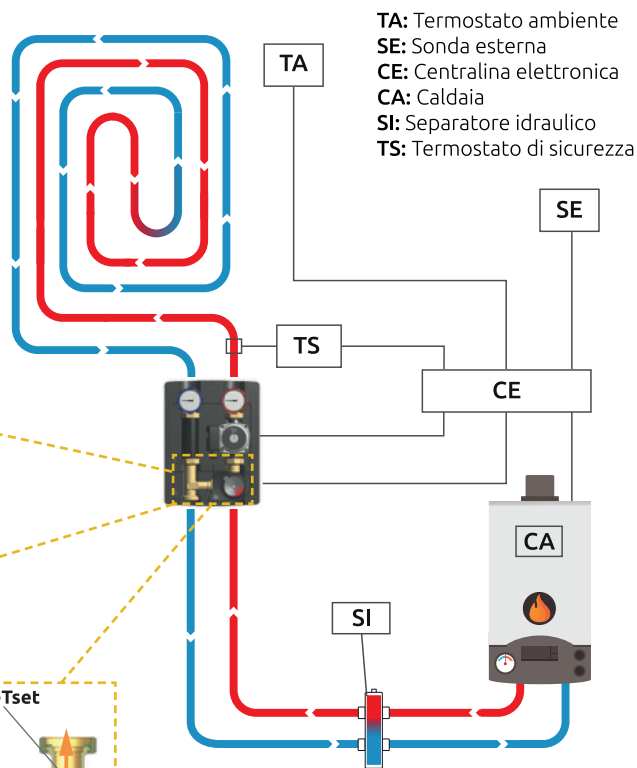 TA: Termostato ambiente
SE: Sonda esterna
CE: Centralina elettronica
CA: Caldaia
SI: Separatore idraulico
TS: Termostato di sicurezza
TA
SE
TS
CE
CA
SI
Tset